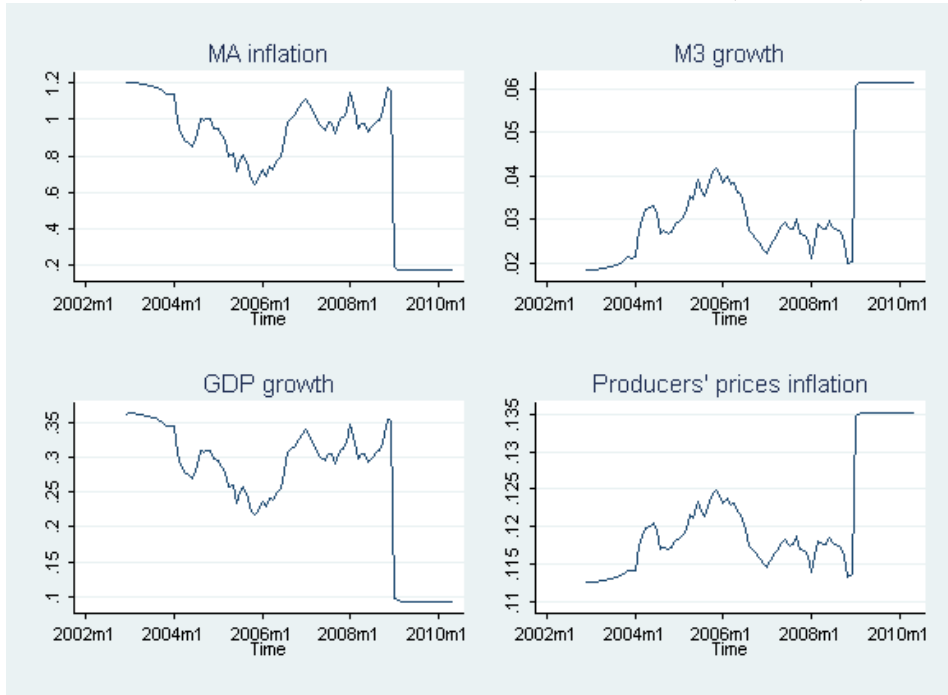 MA inflation
1.2
1
.8
.6
.4
.2
2002m1 2004m1 2006m1 2008m1 2010m1
Time
M3 growth
.06
.05
.04
.03
.02
2002m1 2004m1 2006m1 2008m1 2010m1
Time
GDP growth
.35
.3
.25
.2
.15
.1
2002m1 2004m1 2006m1 2008m1 2010m1
Time
Producers' prices inflation
.135
.13
.125
.12
.115
.11
2002m1 2004m1 2006m1 2008m1 2010m1
Time